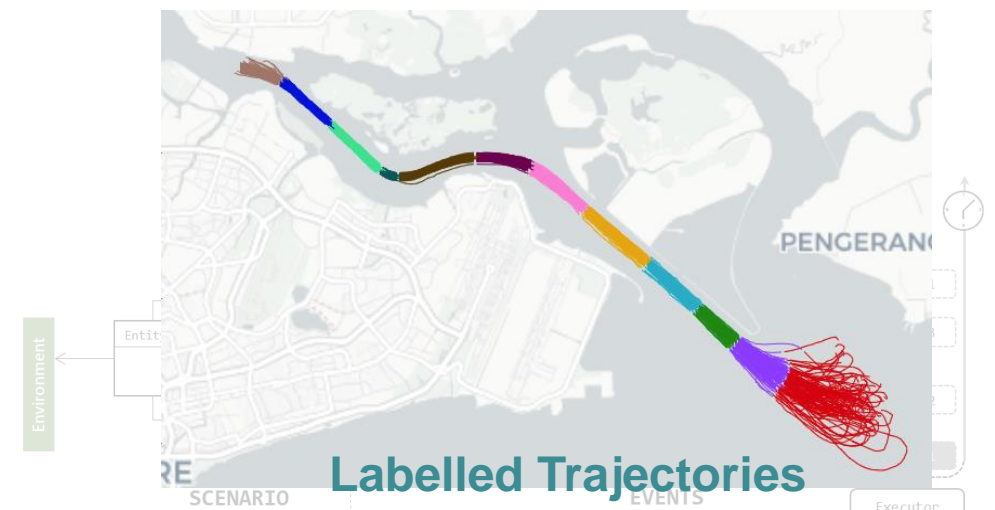 PENGERANG
Entit
Environment
RE
Labelled Trajectories
SCENARIO
EVENTS
Executor